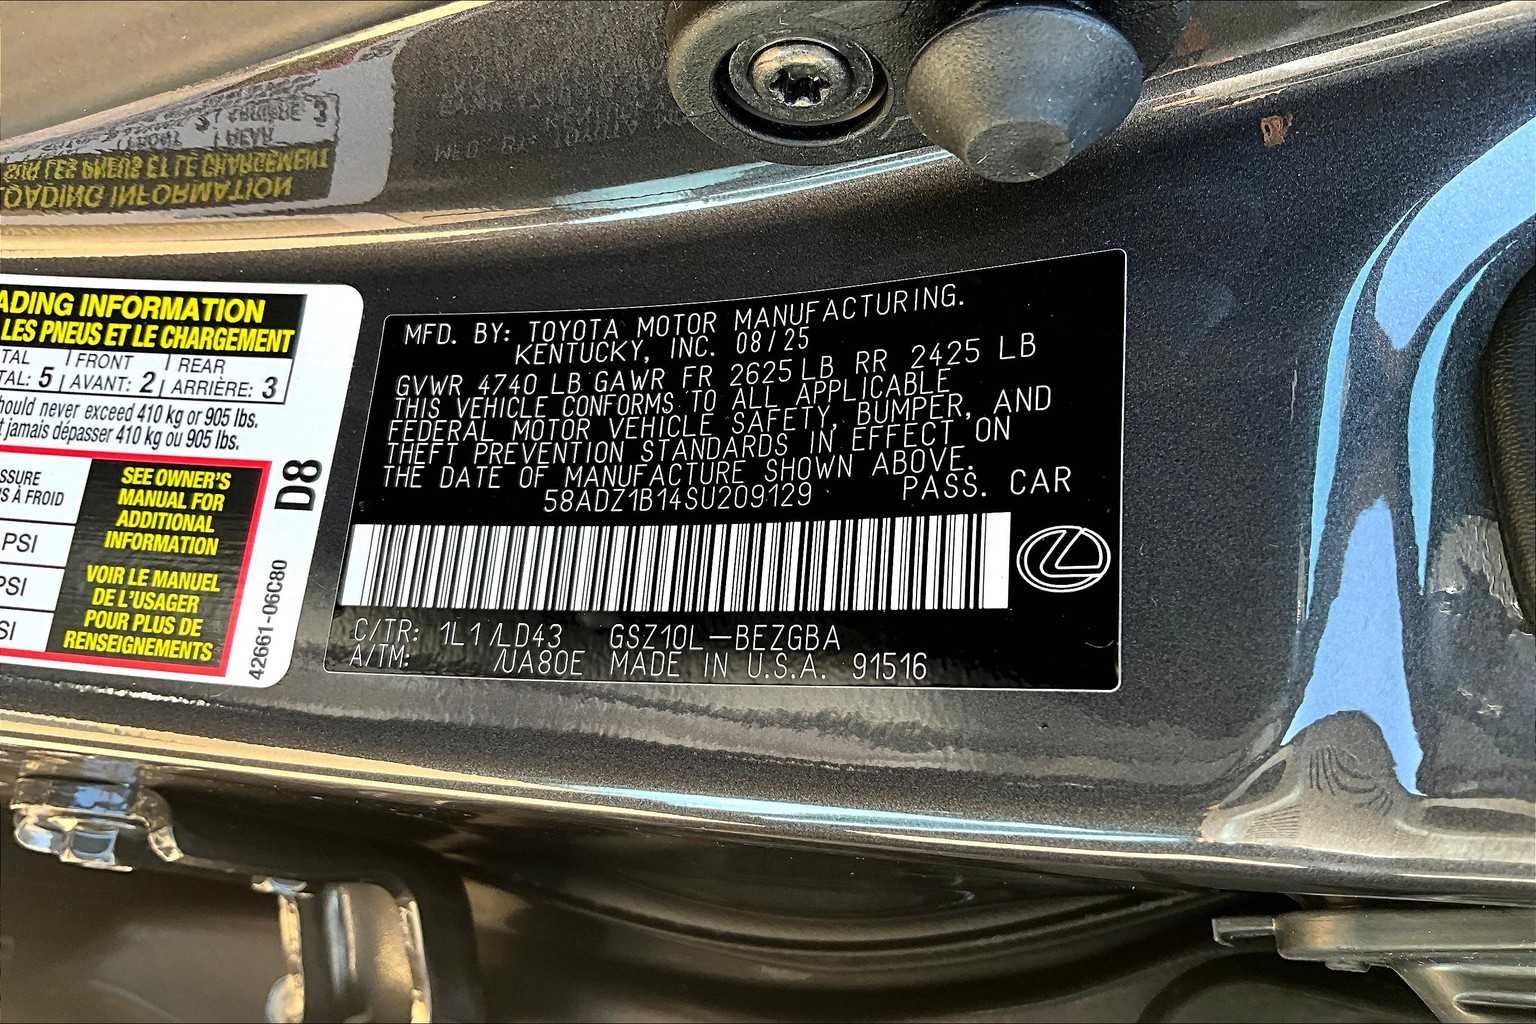 ADING INFORMATION
LES PNEUS ET LE CHARGEMENT
TAL FRONT REAR
TAL: 5 AVANT: 2 ARRIÈRE: 3
hould never exceed 410 kg or 905 lbs.
t jamais dépasser 410 kg ou 905 lbs.
SSURE
S À FROID
PSI
PSI
SI
SEE OWNER'S
MANUAL FOR
ADDITIONAL
INFORMATION
VOIR LE MANUEL
DE L'USAGER
POUR PLUS DE
RENSEIGNEMENTS
D8
42661-06C80
MFD. BY: TOYOTA MOTOR MANUFACTURING.
KENTUCKY, INC. 08/25
GVWR 4740 LB GAWR FR 2625 LB RR 2425 LB
THIS VEHICLE CONFORMS TO ALL APPLICABLE
FEDERAL MOTOR VEHICLE SAFETY, BUMPER, AND
THEFT PREVENTION STANDARDS IN EFFECT ON
THE DATE OF MANUFACTURE SHOWN ABOVE.
58ADZ1B14SU209129 PASS. CAR
C/TR: 1L1/LD43 GSZ10L-BEZGBA
A/TM: /UA80E MADE IN U.S.A. 91516